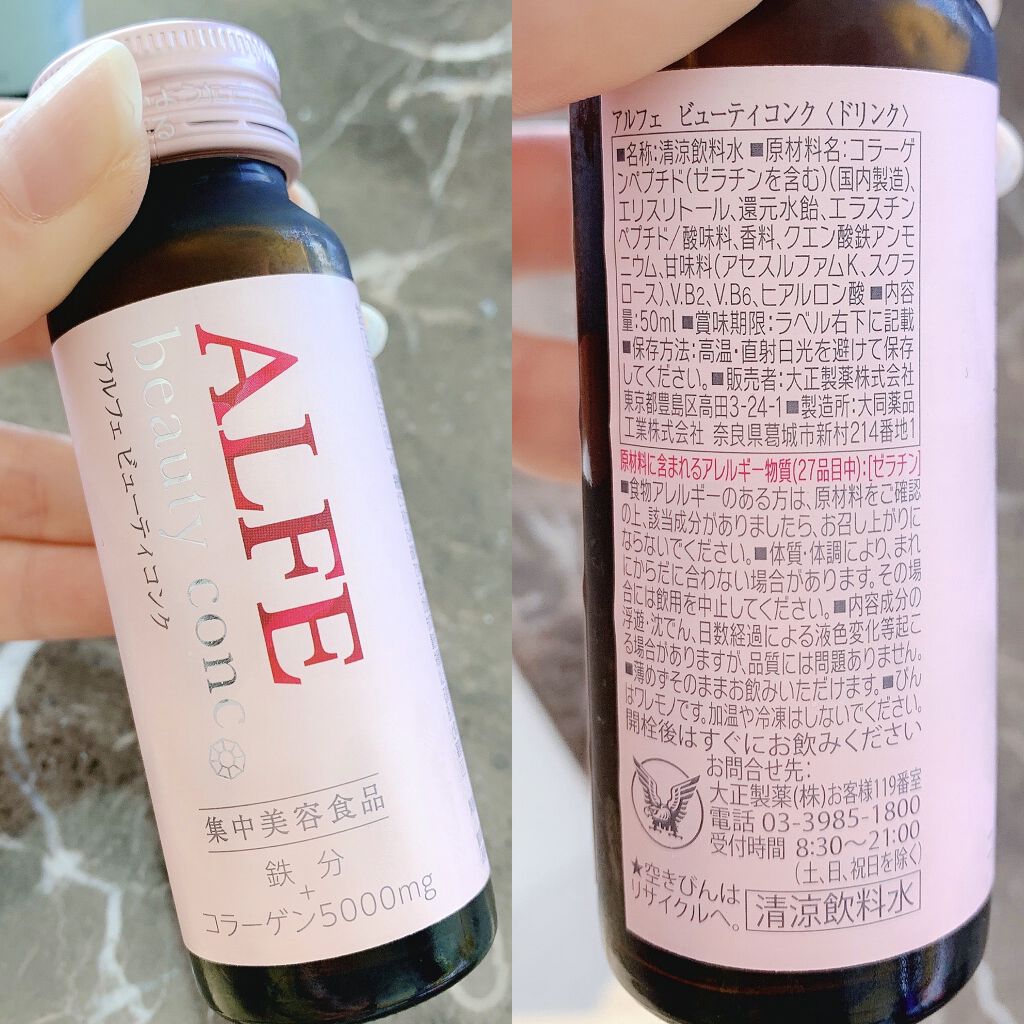 ALFE
beauty conc
アルフェ ビューティコンク
集中美容食品
鉄 分
+
コラーゲン5000mg
アルフェ ビューティコンク〈ドリンク〉
■名称:清涼飲料水 ■原材料名:コラーゲ
ンペプチド(ゼラチンを含む)(国内製造)、
エリスリトール、還元水飴、エラスチン
ペプチド/酸味料、香料、クエン酸鉄アンモ
ニウム、甘味料(アセスルファムK、スクラ
ロース)、V.B2、V.B6、ヒアルロン酸 ■内容
量:50ml ■賞味期限:ラベル右下に記載
■保存方法:高温・直射日光を避けて保存
してください。■販売者:大正製薬株式会社
東京都豊島区高田3-24-1 ■製造所:大同薬品
工業株式会社 奈良県葛城市新村214番地1
原材料に含まれるアレルギー物質(27品目中):[ゼラチン]
■食物アレルギーのある方は、原材料をご確認
の上、該当成分がありましたら、お召し上がりに
ならないでください。■体質・体調により、まれ
にからだに合わない場合があります。その場
合には飲用を中止してください。■内容成分の
浮遊・沈でん、日数経過による液色変化等起こ
る場合がありますが、品質には問題ありません。
■薄めずそのままお飲みいただけます。■びん
はワレモノです。加温や冷凍はしないでください。
開栓後はすぐにお飲みください
お問合せ先:
大正製薬(株)お客様119番室
電話 03-3985-1800
受付時間 8:30～21:00
(土、日、祝日を除く)
★空きびんは
リサイクルへ。
清涼飲料水